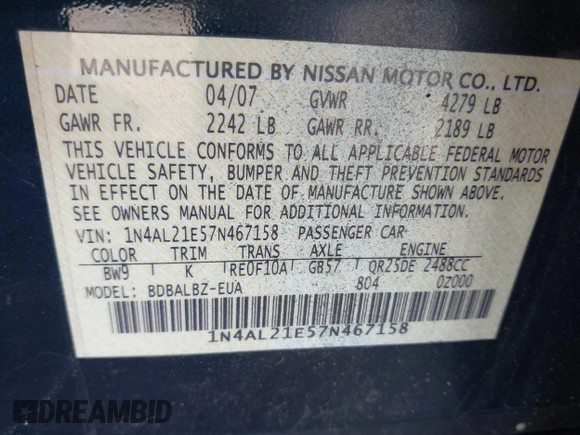 MANUFACTURED BY NISSAN MOTOR CO., LTD.
DATE 04/07 GVWR 4279 LB
GAWR FR. 2242 LB GAWR RR. 2189 LB
THIS VEHICLE CONFORMS TO ALL APPLICABLE FEDERAL MOTOR
VEHICLE SAFETY, BUMPER AND THEFT PREVENTION STANDARDS
IN EFFECT ON THE DATE OF MANUFACTURE SHOWN ABOVE.
SEE OWNERS MANUAL FOR ADDITIONAL INFORMATION.
VIN: 1N4AL21E57N467158 PASSENGER CAR
COLOR TRIM TRANS AXLE ENGINE
BW9 K RE0F10A GB57 QR25DE 2488CC
MODEL: BDBALBZ-EUA 804 0Z000
1N4AL21E57N467158
DREAMBID